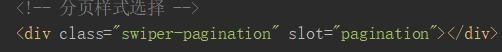 <!-- 分页样式选择 -->
<div class="swiper-pagination" slot="pagination"></div>